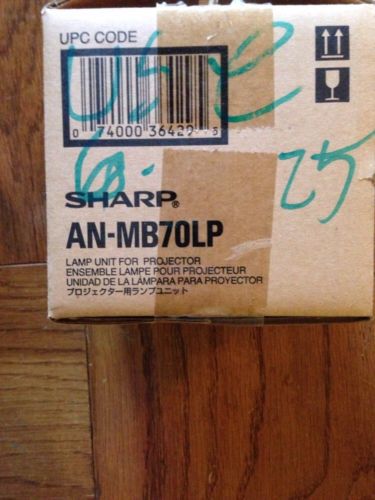 UPC CODE
0 74000 36429 5
SHARP®
AN-MB70LP
LAMP UNIT FOR PROJECTOR
ENSEMBLE LAMPE POUR PROJECTEUR
UNIDAD DE LA LÁMPARA PARA PROYECTOR
プロジェクター用ランプユニット